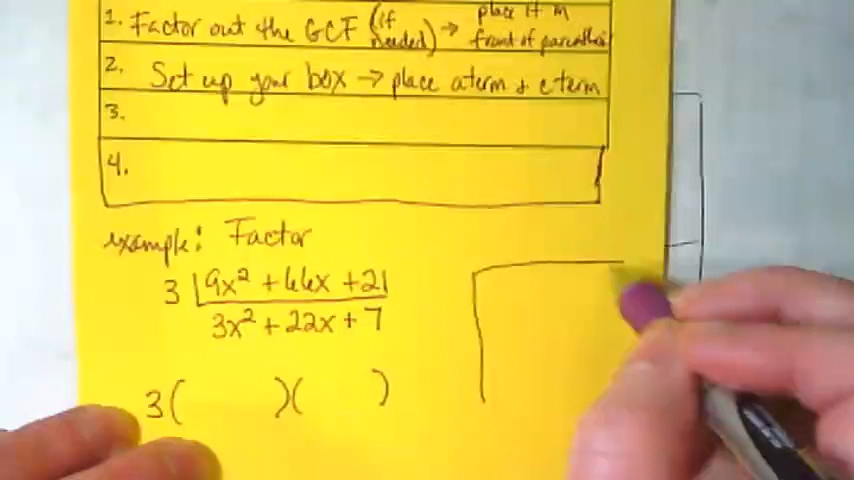 1. Factor out the GCF (if needed) → place it in front of parenthesis
2. Set up your box → place a term + c term
3.
4.
example: Factor
3 | 9x² + 66x + 21
3x² + 22x + 7
3( )( )